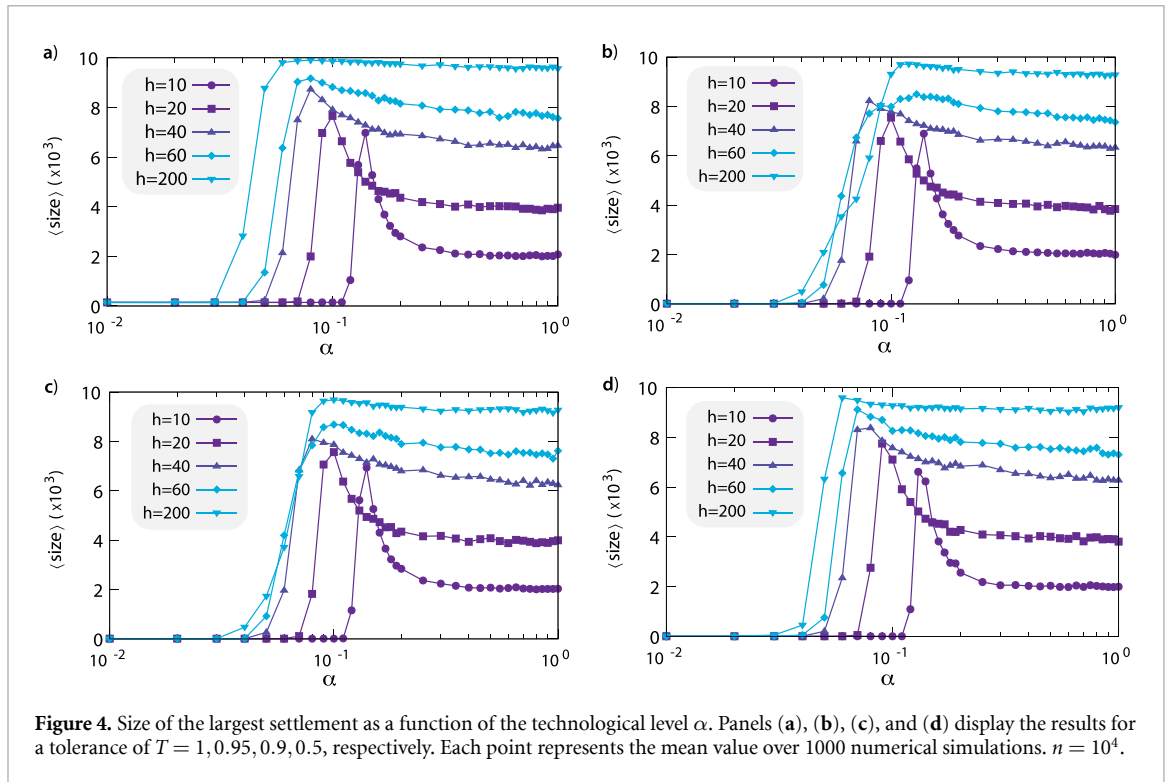 a)
⟨ size⟩ ( x10³)
10
8
6
4
2
0
h=10
h=20
h=40
h=60
h=200
10⁻²
10⁻¹
10⁰
α
b)
⟨ size⟩ ( x10³)
10
8
6
4
2
0
h=10
h=20
h=40
h=60
h=200
10⁻²
10⁻¹
10⁰
α
c)
⟨ size⟩ ( x10³)
10
8
6
4
2
0
h=10
h=20
h=40
h=60
h=200
10⁻²
10⁻¹
10⁰
α
d)
⟨ size⟩ ( x10³)
10
8
6
4
2
0
h=10
h=20
h=40
h=60
h=200
10⁻²
10⁻¹
10⁰
α
Figure 4. Size of the largest settlement as a function of the technological level α. Panels (a), (b), (c), and (d) display the results for
a tolerance of T = 1, 0.95, 0.9, 0.5, respectively. Each point represents the mean value over 1000 numerical simulations. n = 10⁴.